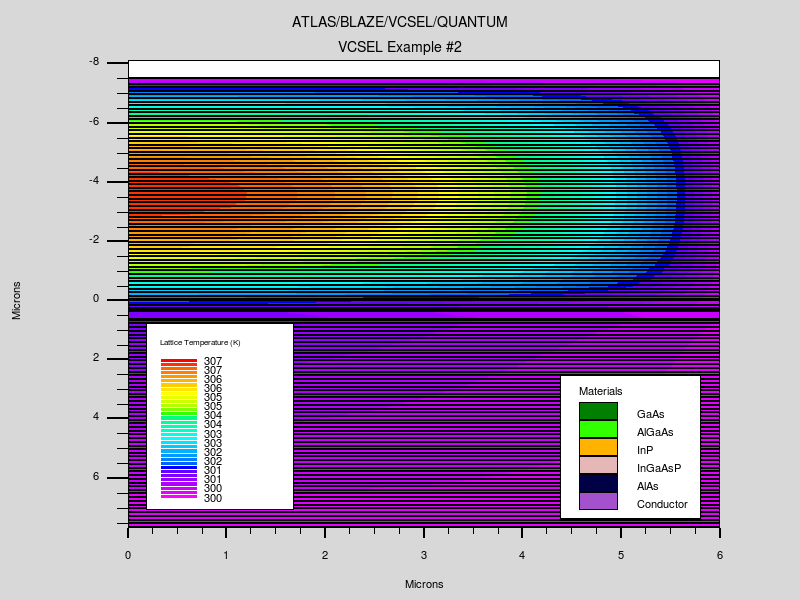 ATLAS/BLAZE/VCSEL/QUANTUM
VCSEL Example #2
-8
-6
-4
-2
0
2
4
6
Microns
Lattice Temperature (K)
307
307
306
306
305
305
304
304
303
303
302
302
301
301
300
300
Materials
GaAs
AlGaAs
InP
InGaAsP
AlAs
Conductor
0 1 2 3 4 5 6
Microns